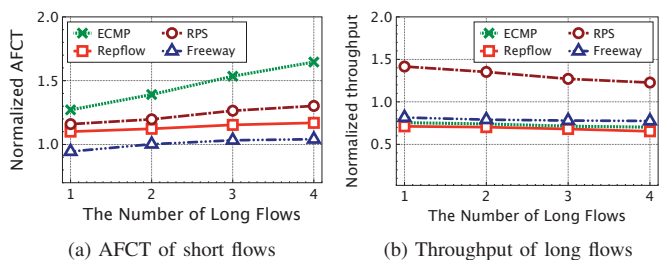 ECMP
RPS
Repflow
Freeway
Normalized AFCT
2.0
1.5
1.0
1
2
3
4
The Number of Long Flows
(a) AFCT of short flows
ECMP
RPS
Repflow
Freeway
Normalized throughput
2.0
1.5
1.0
0.5
1
2
3
4
The Number of Long Flows
(b) Throughput of long flows